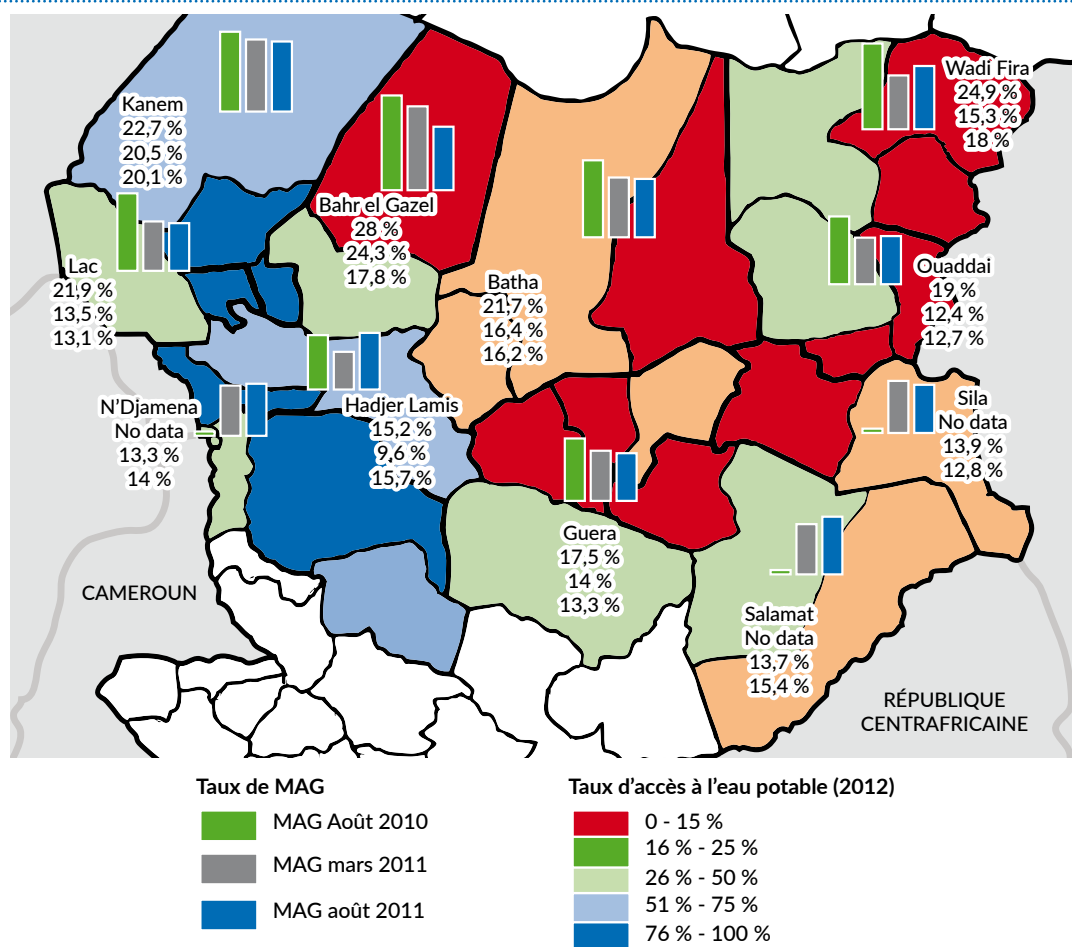 Kanem
22,7 %
20,5 %
20,1 %
Wadi Fira
24,9 %
15,3 %
18 %
Bahr el Gazel
28 %
24,3 %
17,8 %
Lac
21,9 %
13,5 %
13,1 %
Batha
21,7 %
16,4 %
16,2 %
Ouaddai
19 %
12,4 %
12,7 %
N'Djamena
No data
13,3 %
14 %
Hadjer Lamis
15,2 %
9,6 %
15,7 %
Sila
No data
13,9 %
12,8 %
Guera
17,5 %
14 %
13,3 %
Salamat
No data
13,7 %
15,4 %
CAMEROUN
RÉPUBLIQUE
CENTRAFRICAINE
Taux de MAG
MAG Août 2010
MAG mars 2011
MAG août 2011
Taux d'accès à l'eau potable (2012)
0 - 15 %
16 % - 25 %
26 % - 50 %
51 % - 75 %
76 % - 100 %